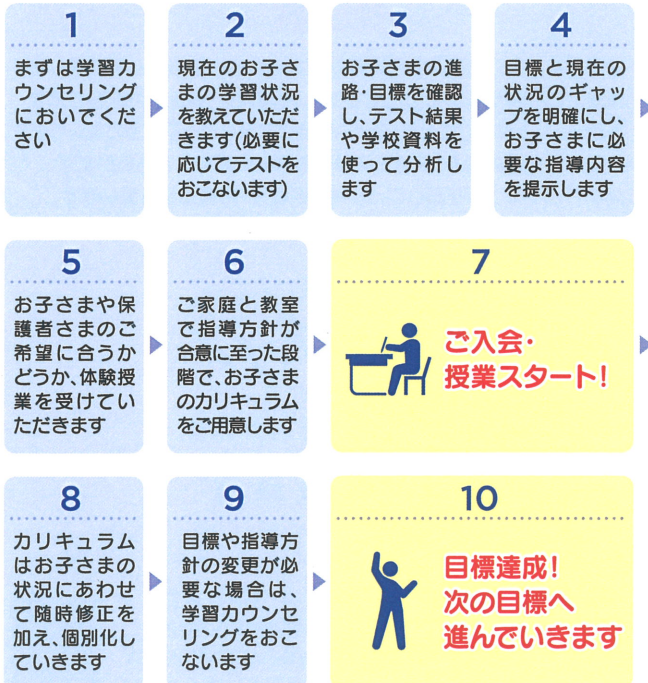 1
まずは学習カ
ウンセリング
においでくだ
さい
2
現在のお子さ
まの学習状況
を教えていただ
きます(必要に
応じてテストを
おこないます)
3
お子さまの進
路・目標を確認
し、テスト結果
や学校資料を
使って分析し
ます
4
目標と現在の
状況のギャッ
プを明確にし、
お子さまに必
要な指導内容
を提示します
5
お子さまや保
護者さまのご
希望に合うか
どうか、体験授
業を受けてい
ただきます
6
ご家庭と教室
で指導方針が
合意に至った段
階で、お子さま
のカリキュラム
をご用意します
7
ご入会・
授業スタート!
8
カリキュラム
はお子さまの
状況にあわせ
て随時修正を
加え、個別化し
ていきます
9
目標や指導方
針の変更が必
要な場合は、
学習カウンセ
リングをおこ
ないます
10
目標達成!
次の目標へ
進んでいきます